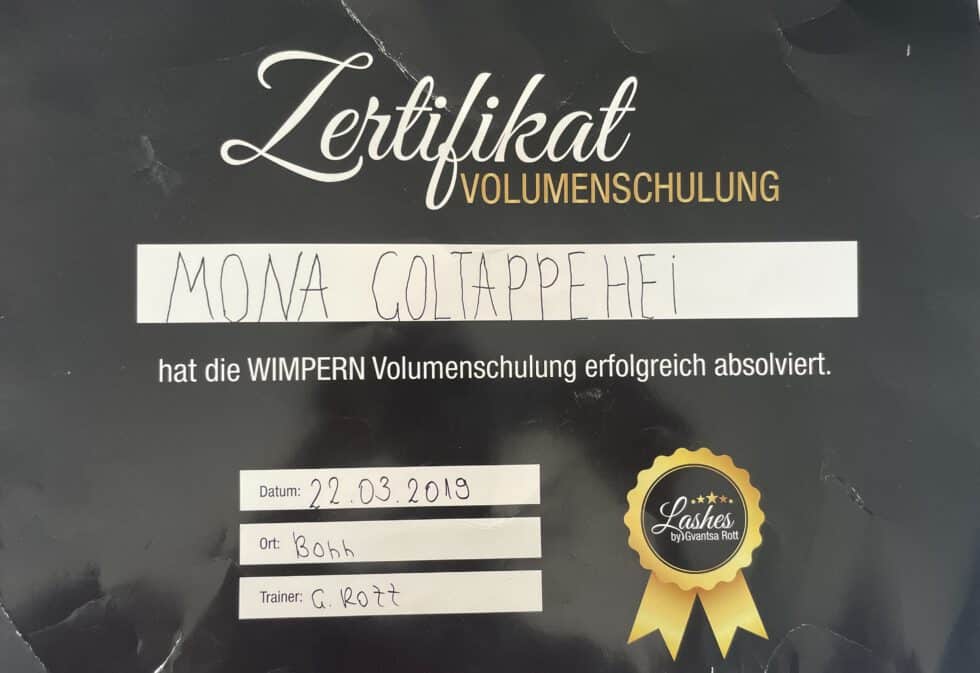 Zertifikat
VOLUMENSCHULUNG
MONA GOLTAPPEHEI
hat die WIMPERN Volumenschulung erfolgreich absolviert.
Datum: 22.03.2019
Ort: Bonn
Trainer: G. Rott
Lashes
by Gvantsa Rott